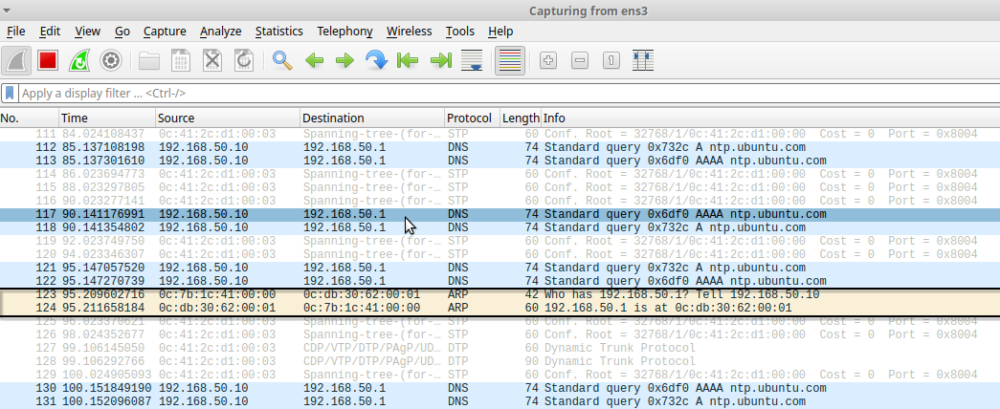 Capturing from ens3
File Edit View Go Capture Analyze Statistics Telephony Wireless Tools Help
Apply a display filter ... <Ctrl-/>
No. Time Source Destination Protocol Length Info
111 84.024108437 0c:41:2c:d1:00:03 Spanning-tree-(for-… STP 60 Conf. Root = 32768/1/0c:41:2c:d1:00:00 Cost = 0 Port = 0x8004
112 85.137108198 192.168.50.10 192.168.50.1 DNS 74 Standard query 0x732c A ntp.ubuntu.com
113 85.137301610 192.168.50.10 192.168.50.1 DNS 74 Standard query 0x6df0 AAAA ntp.ubuntu.com
114 86.023694773 0c:41:2c:d1:00:03 Spanning-tree-(for-… STP 60 Conf. Root = 32768/1/0c:41:2c:d1:00:00 Cost = 0 Port = 0x8004
115 88.023297805 0c:41:2c:d1:00:03 Spanning-tree-(for-… STP 60 Conf. Root = 32768/1/0c:41:2c:d1:00:00 Cost = 0 Port = 0x8004
116 90.023277141 0c:41:2c:d1:00:03 Spanning-tree-(for-… STP 60 Conf. Root = 32768/1/0c:41:2c:d1:00:00 Cost = 0 Port = 0x8004
117 90.141176991 192.168.50.10 192.168.50.1 DNS 74 Standard query 0x6df0 AAAA ntp.ubuntu.com
118 90.141354802 192.168.50.10 192.168.50.1 DNS 74 Standard query 0x732c A ntp.ubuntu.com
119 92.023749750 0c:41:2c:d1:00:03 Spanning-tree-(for-… STP 60 Conf. Root = 32768/1/0c:41:2c:d1:00:00 Cost = 0 Port = 0x8004
120 94.023346307 0c:41:2c:d1:00:03 Spanning-tree-(for-… STP 60 Conf. Root = 32768/1/0c:41:2c:d1:00:00 Cost = 0 Port = 0x8004
121 95.147057520 192.168.50.10 192.168.50.1 DNS 74 Standard query 0x732c A ntp.ubuntu.com
122 95.147270739 192.168.50.10 192.168.50.1 DNS 74 Standard query 0x6df0 AAAA ntp.ubuntu.com
123 95.209602716 0c:7b:1c:41:00:00 0c:db:30:62:00:01 ARP 42 Who has 192.168.50.1? Tell 192.168.50.10
124 95.211658184 0c:db:30:62:00:01 0c:7b:1c:41:00:00 ARP 60 192.168.50.1 is at 0c:db:30:62:00:01
125 96.023370621 0c:41:2c:d1:00:03 Spanning-tree-(for-… STP 60 Conf. Root = 32768/1/0c:41:2c:d1:00:00 Cost = 0 Port = 0x8004
126 98.024352677 0c:41:2c:d1:00:03 Spanning-tree-(for-… STP 60 Conf. Root = 32768/1/0c:41:2c:d1:00:00 Cost = 0 Port = 0x8004
127 99.106145050 0c:41:2c:d1:00:03 CDP/VTP/DTP/PAgP/UD… DTP 60 Dynamic Trunk Protocol
128 99.106292766 0c:41:2c:d1:00:03 CDP/VTP/DTP/PAgP/UD… DTP 90 Dynamic Trunk Protocol
129 100.024905093 0c:41:2c:d1:00:03 Spanning-tree-(for-… STP 60 Conf. Root = 32768/1/0c:41:2c:d1:00:00 Cost = 0 Port = 0x8004
130 100.151849190 192.168.50.10 192.168.50.1 DNS 74 Standard query 0x6df0 AAAA ntp.ubuntu.com
131 100.152096087 192.168.50.10 192.168.50.1 DNS 74 Standard query 0x732c A ntp.ubuntu.com